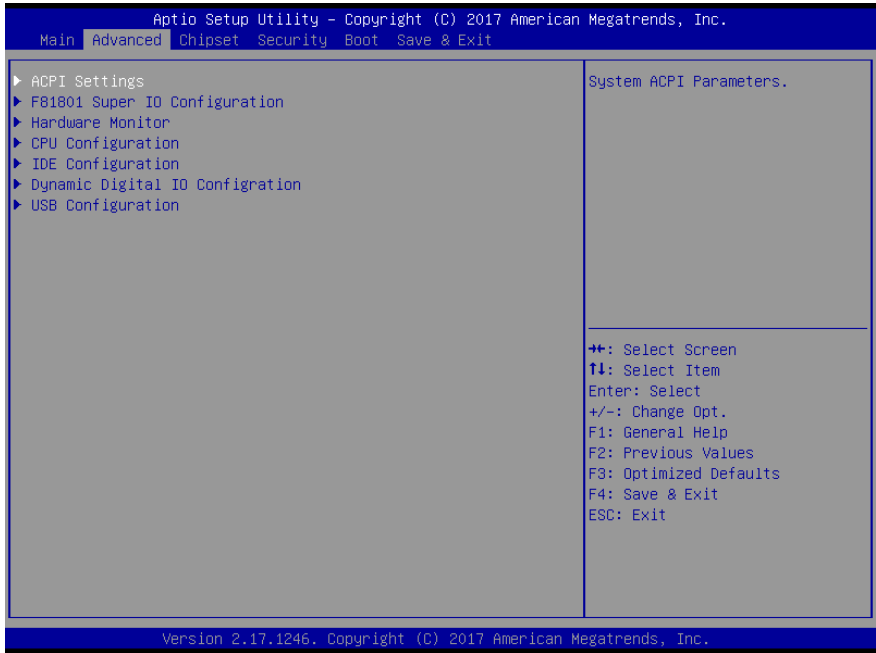 Aptio Setup Utility – Copyright (C) 2017 American Megatrends, Inc.
Main Advanced Chipset Security Boot Save & Exit
▶ ACPI Settings
▶ F81801 Super IO Configuration
▶ Hardware Monitor
▶ CPU Configuration
▶ IDE Configuration
▶ Dynamic Digital IO Configration
▶ USB Configuration
System ACPI Parameters.
→←: Select Screen
↑↓: Select Item
Enter: Select
+/-: Change Opt.
F1: General Help
F2: Previous Values
F3: Optimized Defaults
F4: Save & Exit
ESC: Exit
Version 2.17.1246. Copyright (C) 2017 American Megatrends, Inc.